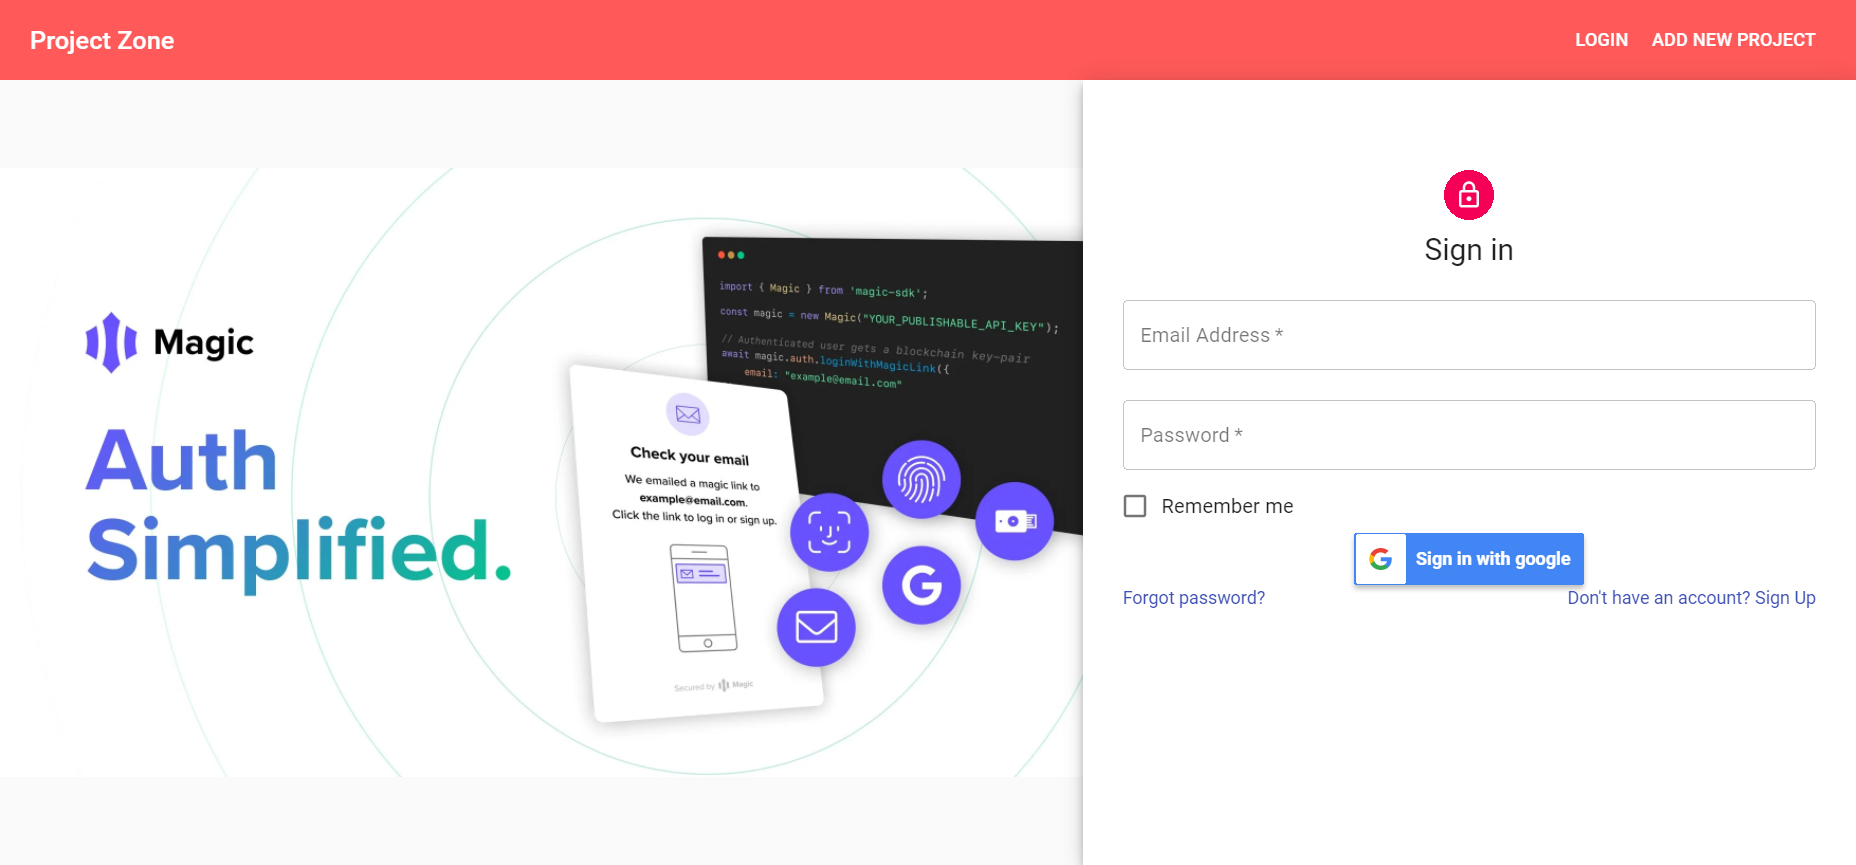 Project Zone
LOGIN
ADD NEW PROJECT
Magic
Auth
Simplified.
import { Magic } from 'magic-sdk';
const magic = new Magic("YOUR_PUBLISHABLE_API_KEY");
// Authenticated user gets a blockchain key-pair
await magic.auth.loginWithMagicLink({
email: "example@email.com"
Check your email
We emailed a magic link to
example@email.com.
Click the link to log in or sign up.
Secured by Magic
Sign in
Email Address *
Password *
Remember me
Sign in with google
Forgot password?
Don't have an account? Sign Up